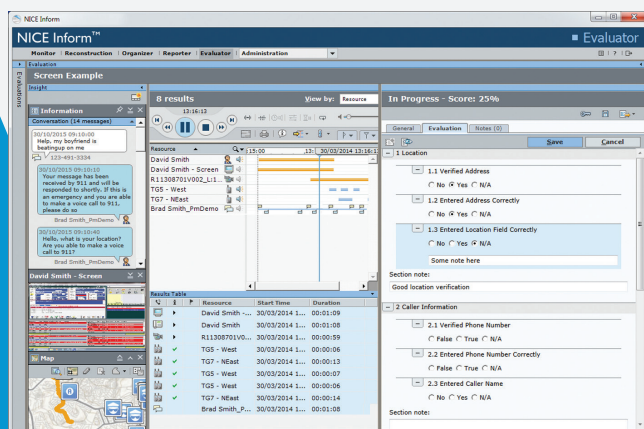 NICE Inform
NICE Inform™
Evaluator
Monitor Reconstruction Organizer Reporter Evaluator Administration
Evaluations
Evaluation
Screen Example
Insight
Information
Conversation (14 messages)
30/10/2015 09:10:00
Help, my boyfriend is
beatingup on me
V 123-491-3334
30/10/2015 09:10:10
Your message has been
received by 911 and will be
responded to shortly. If this is
an emergency and you are able
to make a voice call to 911,
please do so
Brad Smith_PmDemo V
30/10/2015 09:10:40
Hello, what is your location?
Are you able to make a voice
call to 911?
Brad Smith_PmDemo V
David Smith - Screen
Map
8 results
View by: Resource
13:16:13
Resource
15:00 13: 30/03/2014 13:16:1
David Smith
David Smith - Screen
R11308701V002_L!1...
TG5 - West
TG7 - NEast
Brad Smith_PmDemo
Results Table
Resource Start Time Duration
David Smith -... 30/03/2014 1... 00:01:09
David Smith 30/03/2014 1... 00:01:08
R11308701V0... 30/03/2014 1... 00:00:59
TG5 - West 30/03/2014 1... 00:00:06
TG7 - NEast 30/03/2014 1... 00:00:13
TG5 - West 30/03/2014 1... 00:00:07
TG5 - West 30/03/2014 1... 00:00:06
TG7 - NEast 30/03/2014 1... 00:00:14
Brad Smith_P... 30/03/2014 1... 00:01:08
In Progress - Score: 25%
General Evaluation Notes (0)
Save Cancel
1 Location
1.1 Verified Address
No Yes N/A
1.2 Entered Address Correctly
No Yes N/A
1.3 Entered Location Field Correctly
No Yes N/A
Some note here
Section note:
Good location verification
2 Caller Information
2.1 Verified Phone Number
False True N/A
2.2 Entered Phone Number Correctly
False True N/A
2.3 Entered Caller Name
No Yes N/A
Section note: